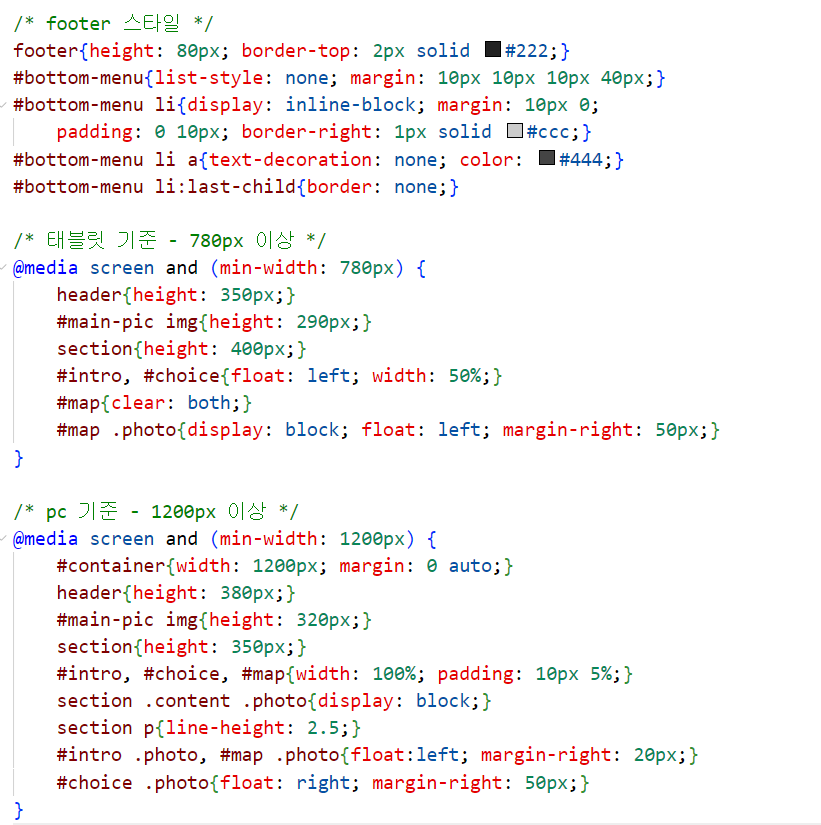 /* footer 스타일 */
footer{height: 80px; border-top: 2px solid #222;}
#bottom-menu{list-style: none; margin: 10px 10px 10px 40px;}
#bottom-menu li{display: inline-block; margin: 10px 0;
    padding: 0 10px; border-right: 1px solid #ccc;}
#bottom-menu li a{text-decoration: none; color: #444;}
#bottom-menu li:last-child{border: none;}

/* 태블릿 기준 - 780px 이상 */
@media screen and (min-width: 780px) {
    header{height: 350px;}
    #main-pic img{height: 290px;}
    section{height: 400px;}
    #intro, #choice{float: left; width: 50%;}
    #map{clear: both;}
    #map .photo{display: block; float: left; margin-right: 50px;}
}

/* pc 기준 - 1200px 이상 */
@media screen and (min-width: 1200px) {
    #container{width: 1200px; margin: 0 auto;}
    header{height: 380px;}
    #main-pic img{height: 320px;}
    section{height: 350px;}
    #intro, #choice, #map{width: 100%; padding: 10px 5%;}
    section .content .photo{display: block;}
    section p{line-height: 2.5;}
    #intro .photo, #map .photo{float:left; margin-right: 20px;}
    #choice .photo{float: right; margin-right: 50px;}
}